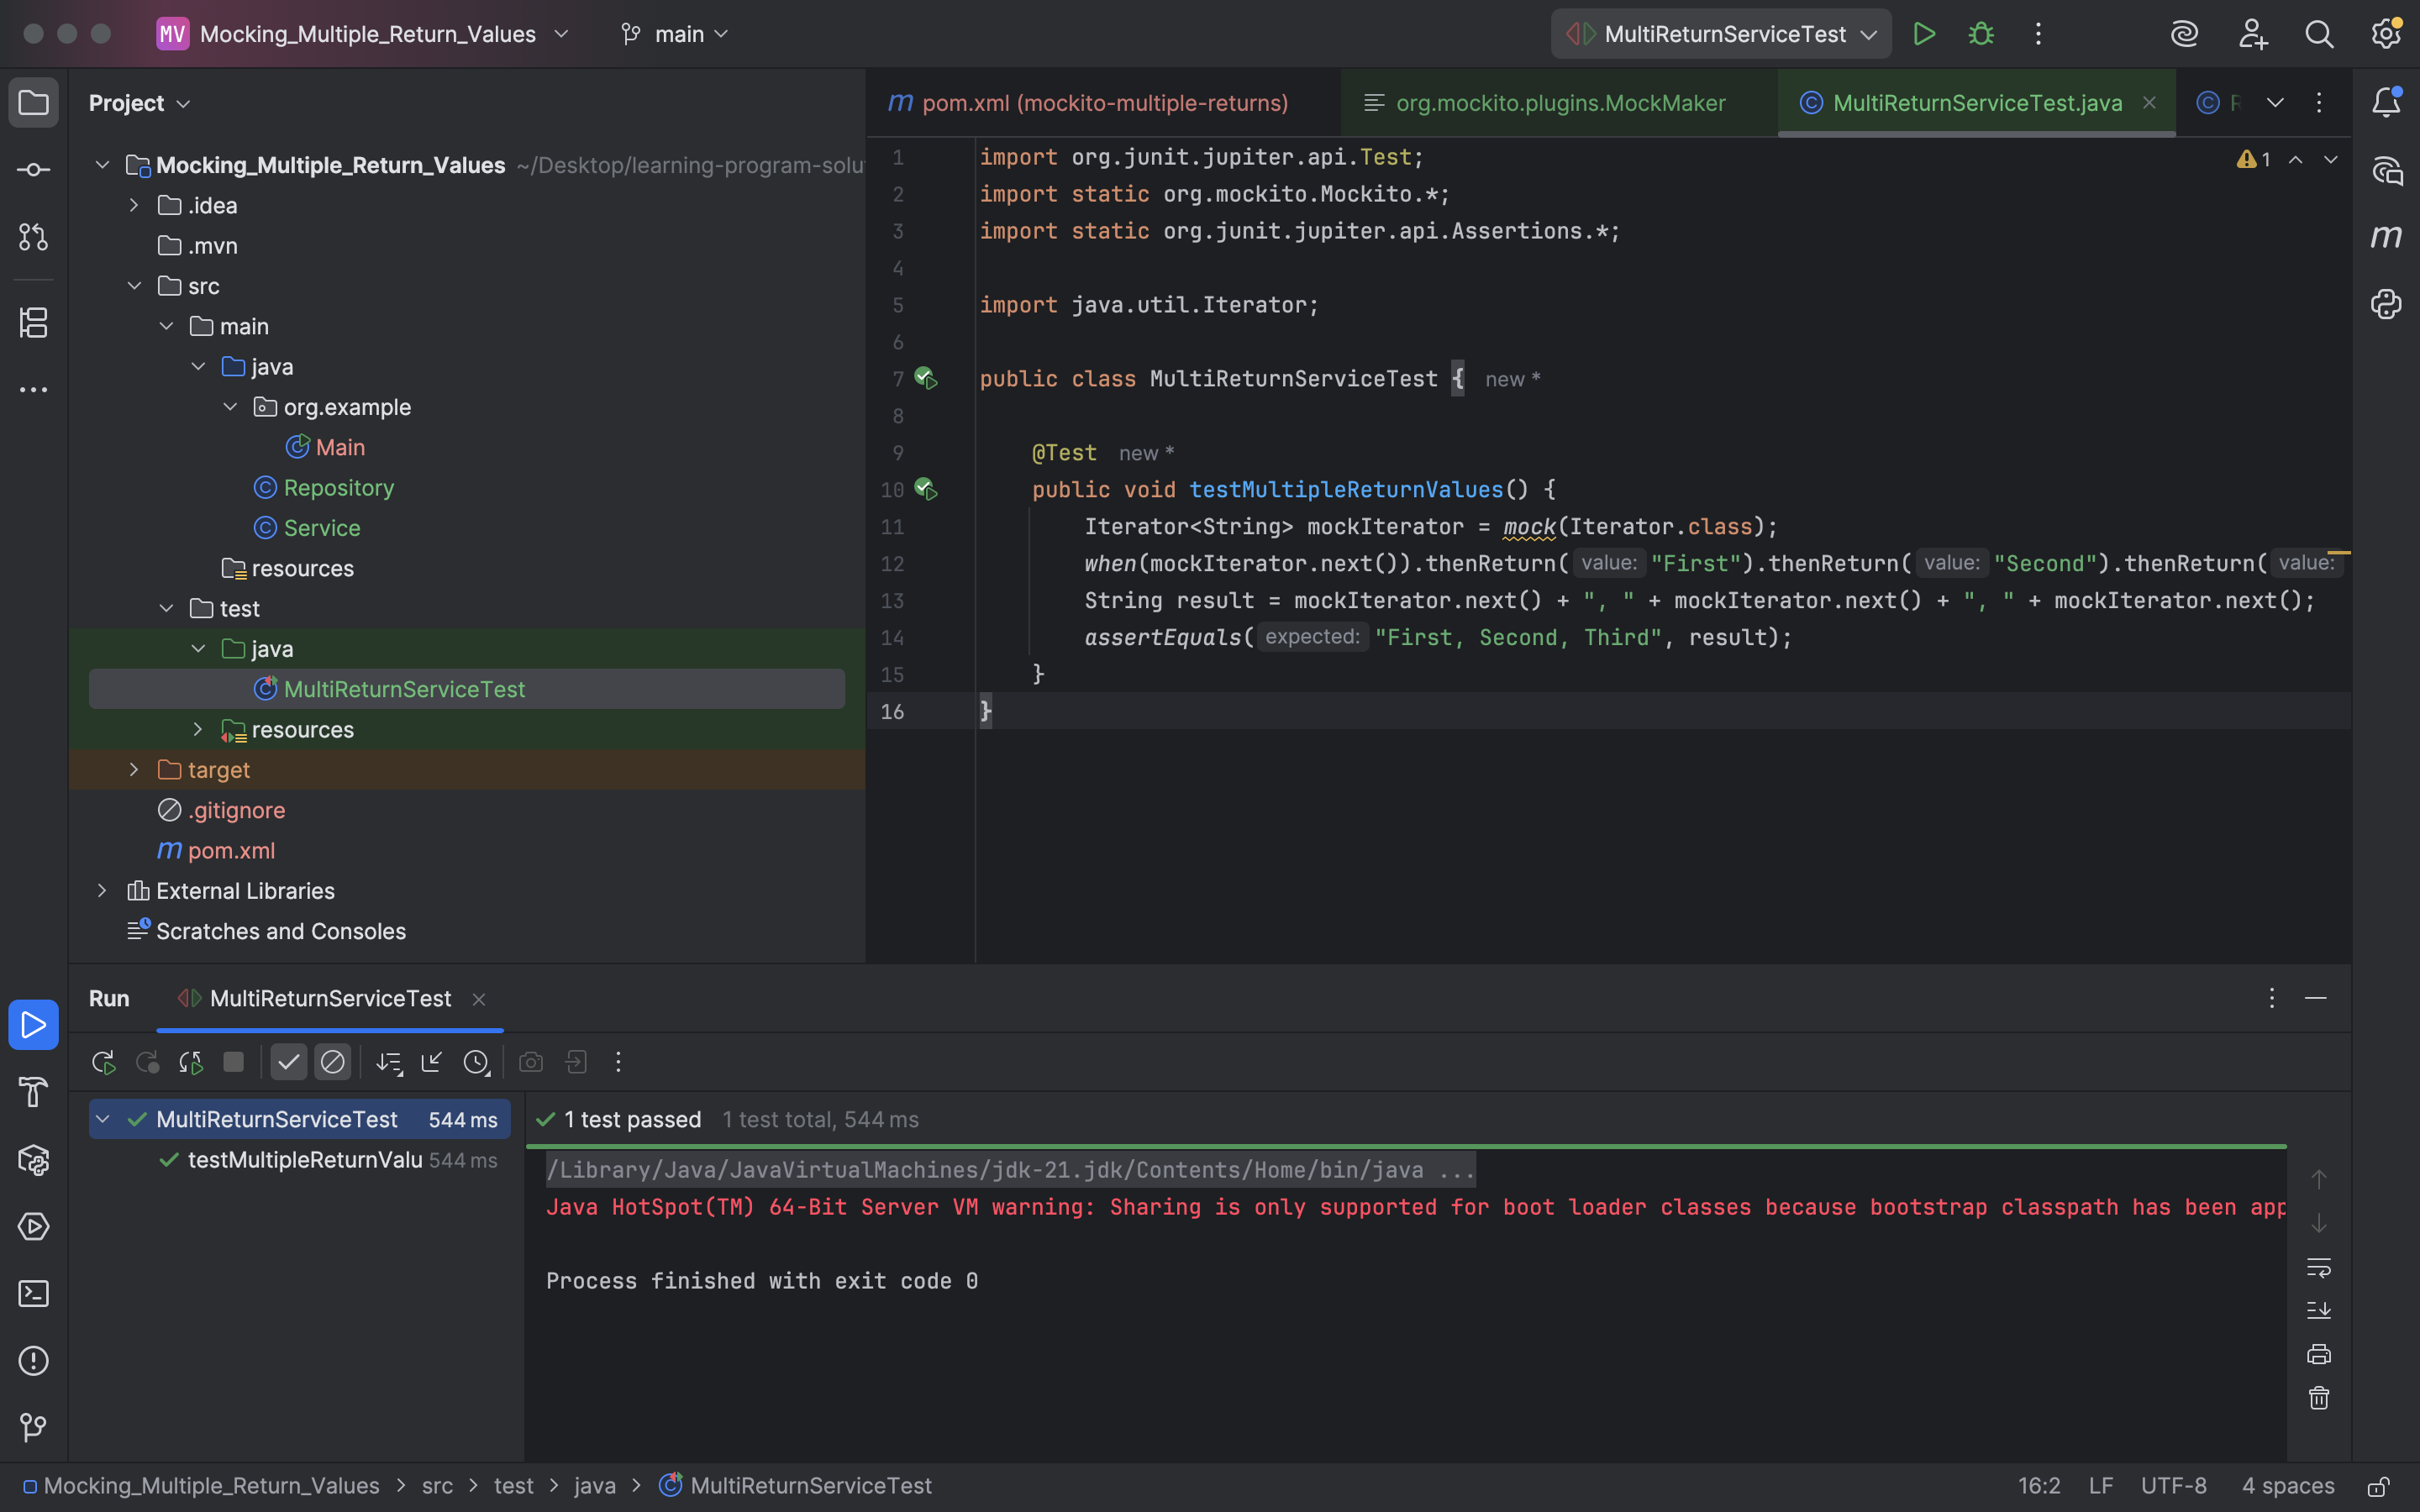 MV Mocking_Multiple_Return_Values main MultiReturnServiceTest
Project
pom.xml (mockito-multiple-returns) org.mockito.plugins.MockMaker MultiReturnServiceTest.java
Mocking_Multiple_Return_Values ~/Desktop/learning-program-solu
.idea
.mvn
src
main
java
org.example
Main
Repository
Service
resources
test
java
MultiReturnServiceTest
resources
target
.gitignore
pom.xml
External Libraries
Scratches and Consoles
1
1 import org.junit.jupiter.api.Test;
2 import static org.mockito.Mockito.*;
3 import static org.junit.jupiter.api.Assertions.*;
4
5 import java.util.Iterator;
6
7 public class MultiReturnServiceTest { new *
8
9 @Test new *
10 public void testMultipleReturnValues() {
11 Iterator<String> mockIterator = mock(Iterator.class);
12 when(mockIterator.next()).thenReturn( value: "First").thenReturn( value: "Second").thenReturn( value:
13 String result = mockIterator.next() + ", " + mockIterator.next() + ", " + mockIterator.next();
14 assertEquals( expected: "First, Second, Third", result);
15 }
16 }
Run MultiReturnServiceTest
MultiReturnServiceTest 544 ms
testMultipleReturnValu 544 ms
1 test passed 1 test total, 544 ms
/Library/Java/JavaVirtualMachines/jdk-21.jdk/Contents/Home/bin/java ...
Java HotSpot(TM) 64-Bit Server VM warning: Sharing is only supported for boot loader classes because bootstrap classpath has been app
Process finished with exit code 0
Mocking_Multiple_Return_Values > src > test > java > MultiReturnServiceTest 16:2 LF UTF-8 4 spaces